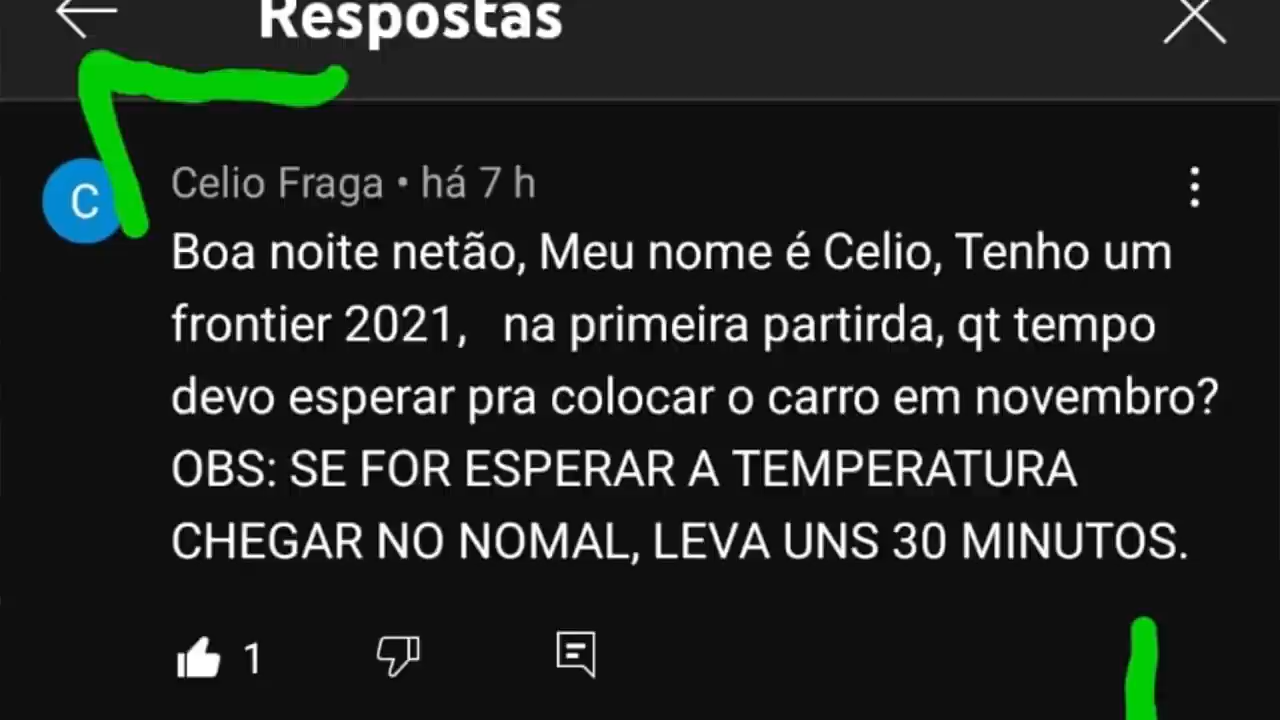 Respostas
C
Celio Fraga • há 7 h
Boa noite netão, Meu nome é Celio, Tenho um
frontier 2021, na primeira partirda, qt tempo
devo esperar pra colocar o carro em novembro?
OBS: SE FOR ESPERAR A TEMPERATURA
CHEGAR NO NOMAL, LEVA UNS 30 MINUTOS.
1